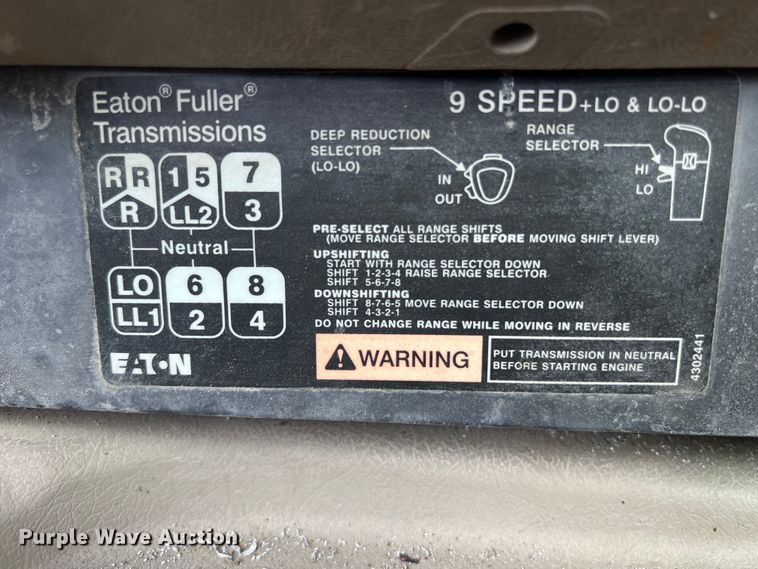 Eaton® Fuller®
Transmissions
9 SPEED +LO & LO-LO
DEEP REDUCTION
SELECTOR
(LO-LO)
IN
OUT
RANGE
SELECTOR
HI
LO
R R 1 5 7
R LL2 3
Neutral
LO 6 8
LL1 2 4
EATON
PRE-SELECT ALL RANGE SHIFTS
(MOVE RANGE SELECTOR BEFORE MOVING SHIFT LEVER)
UPSHIFTING
START WITH RANGE SELECTOR DOWN
SHIFT 1-2-3-4 RAISE RANGE SELECTOR
SHIFT 5-6-7-8
DOWNSHIFTING
SHIFT 8-7-6-5 MOVE RANGE SELECTOR DOWN
SHIFT 4-3-2-1
DO NOT CHANGE RANGE WHILE MOVING IN REVERSE
WARNING
PUT TRANSMISSION IN NEUTRAL
BEFORE STARTING ENGINE
4302441
Purple Wave Auction